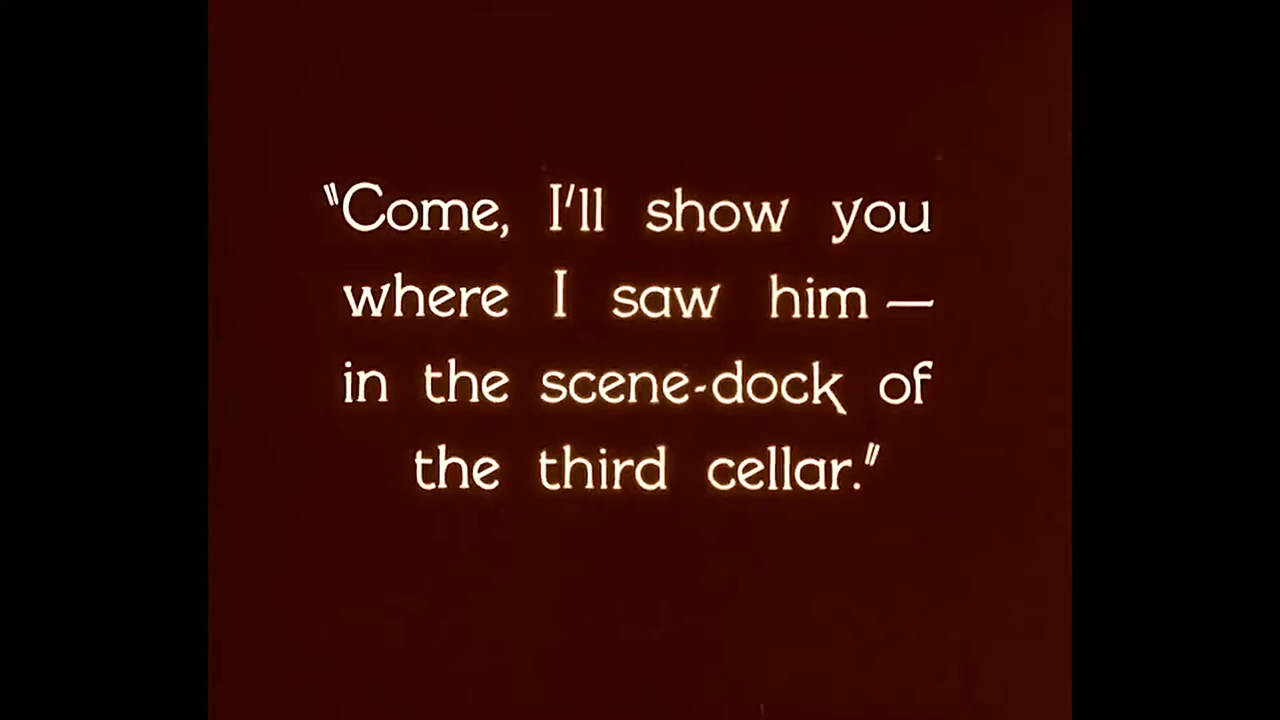 "Come, I'll show you
where I saw him —
in the scene-dock of
the third cellar."